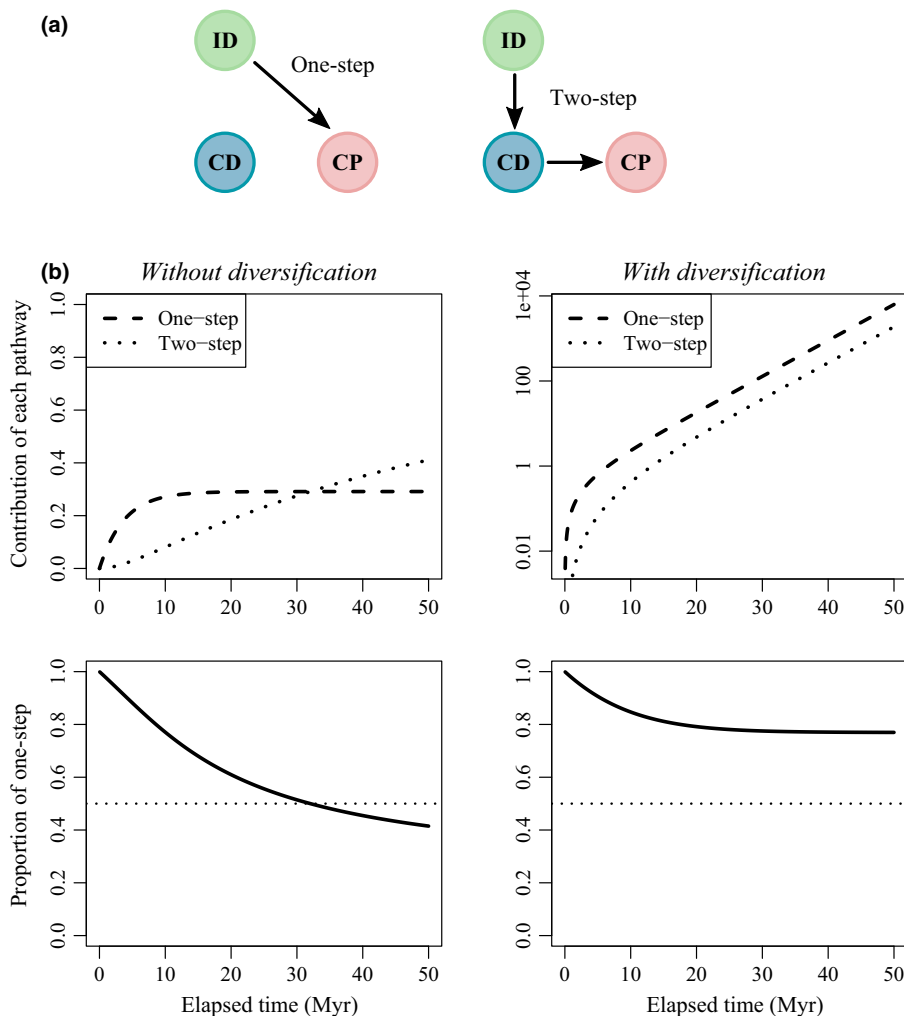 (a)
ID
One-step
CD
CP
ID
Two-step
CD
CP
(b)
Without diversification
With diversification
Contribution of each pathway
1.0
0.8
0.6
0.4
0.2
0.0
One−step
Two−step
0 10 20 30 40 50
1e+04
100
1
0.01
One−step
Two−step
0 10 20 30 40 50
Proportion of one-step
1.0
0.8
0.6
0.4
0.2
0.0
0 10 20 30 40 50
Elapsed time (Myr)
1.0
0.8
0.6
0.4
0.2
0.0
0 10 20 30 40 50
Elapsed time (Myr)